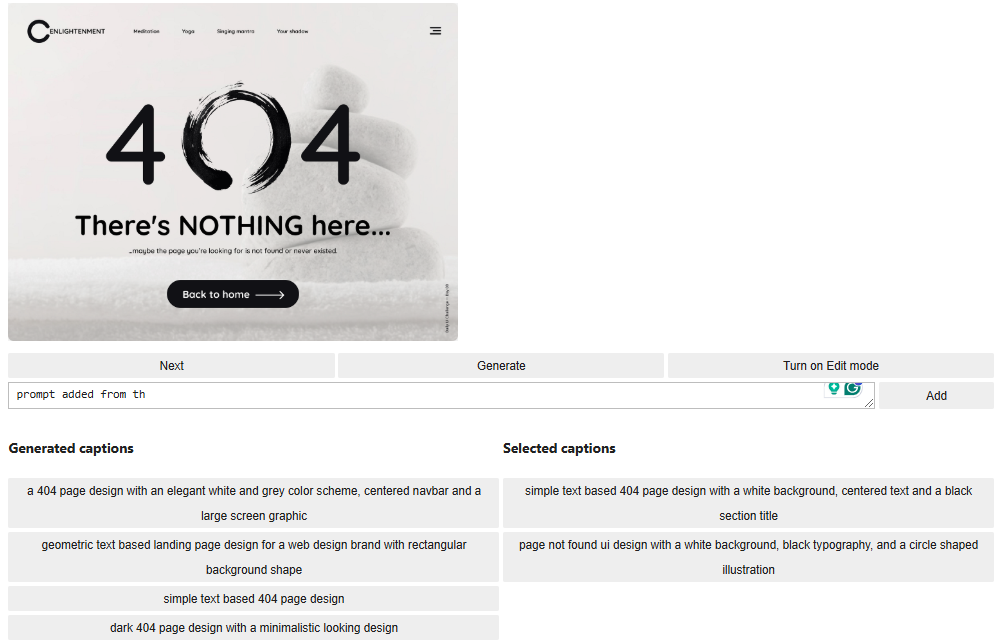 ENLIGHTENMENT Meditation Yoga Singing mantra Your shadow
404
There's NOTHING here...
...maybe the page you're looking for is not found or never existed.
Back to home
Next Generate Turn on Edit mode
prompt added from th
Add
Generated captions
a 404 page design with an elegant white and grey color scheme, centered navbar and a
large screen graphic
geometric text based landing page design for a web design brand with rectangular
background shape
simple text based 404 page design
dark 404 page design with a minimalistic looking design
Selected captions
simple text based 404 page design with a white background, centered text and a black
section title
page not found ui design with a white background, black typography, and a circle shaped
illustration